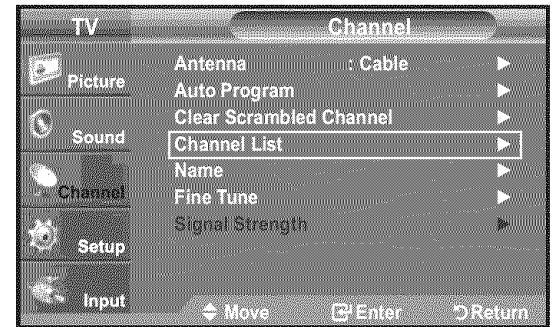 TV
Channel
Picture
Sound
Channel
Setup
Input
Antenna : Cable
Auto Program
Clear Scrambled Channel
Channel List
Name
Fine Tune
Signal Strength
Move Enter Return